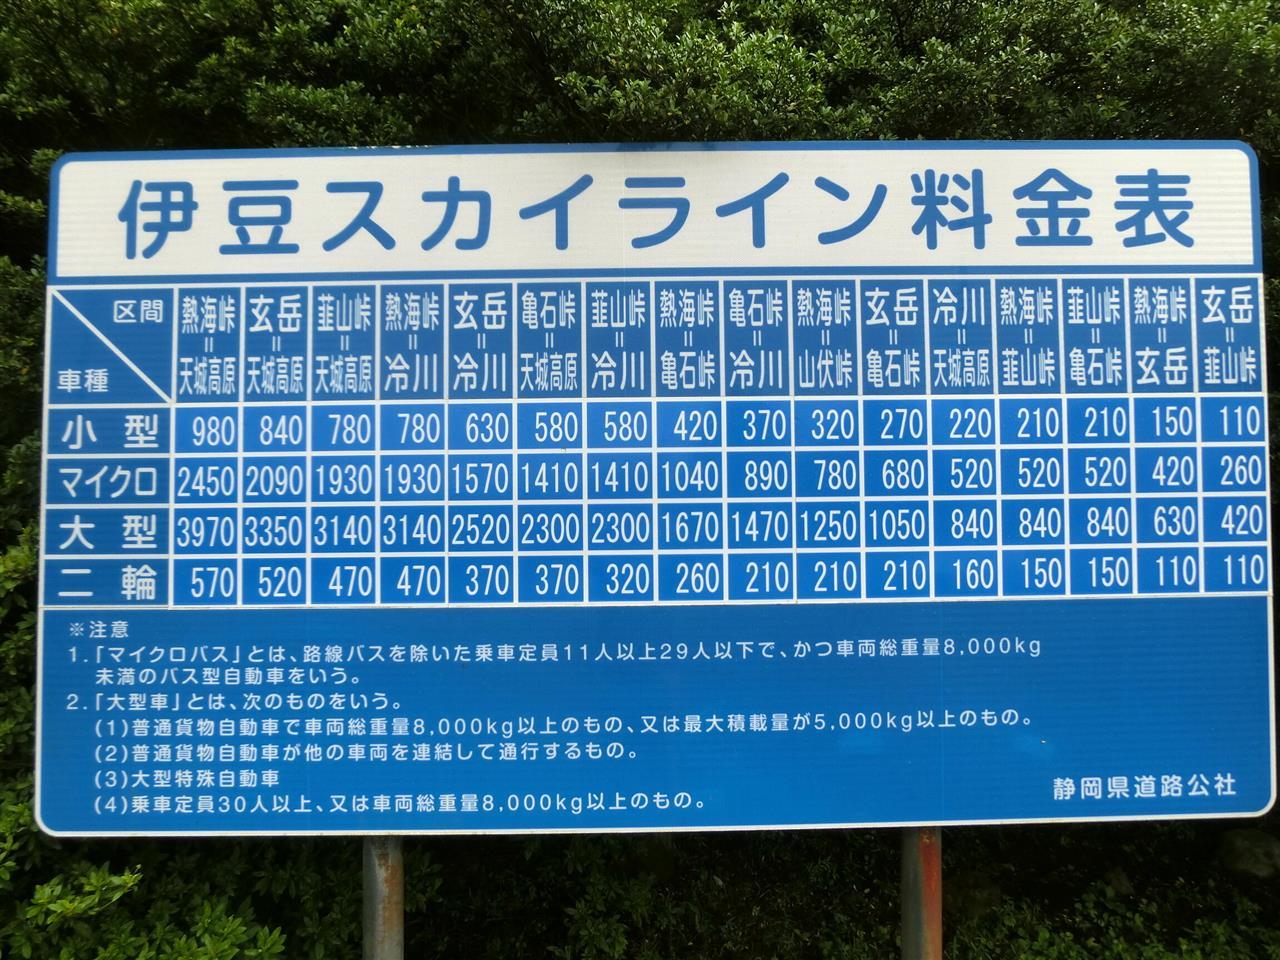 伊豆スカイライン料金表
区間 熱海峠 玄岳 韮山峠 熱海峠 玄岳 亀石峠 韮山峠 熱海峠 亀石峠 熱海峠 玄岳 冷川 熱海峠 韮山峠 熱海峠 玄岳
= = = = = = = = = = = = = = = =
車種 天城高原 天城高原 天城高原 冷川 冷川 天城高原 冷川 亀石峠 冷川 山伏峠 亀石峠 天城高原 韮山峠 亀石峠 玄岳 韮山峠
小型 980 840 780 780 630 580 580 420 370 320 270 220 210 210 150 110
マイクロ 2450 2090 1930 1930 1570 1410 1410 1040 890 780 680 520 520 520 420 260
大型 3970 3350 3140 3140 2520 2300 2300 1670 1470 1250 1050 840 840 840 630 420
二輪 570 520 470 470 370 370 320 260 210 210 210 160 150 150 110 110
※注意
1.「マイクロバス」とは、路線バスを除いた乗車定員11人以上29人以下で、かつ車両総重量8,000kg
未満のバス型自動車をいう。
2.「大型車」とは、次のものをいう。
(1)普通貨物自動車で車両総重量8,000kg以上のもの、又は最大積載量が5,000kg以上のもの。
(2)普通貨物自動車が他の車両を連結して通行するもの。
(3)大型特殊自動車
(4)乗車定員30人以上、又は車両総重量8,000kg以上のもの。
静岡県道路公社